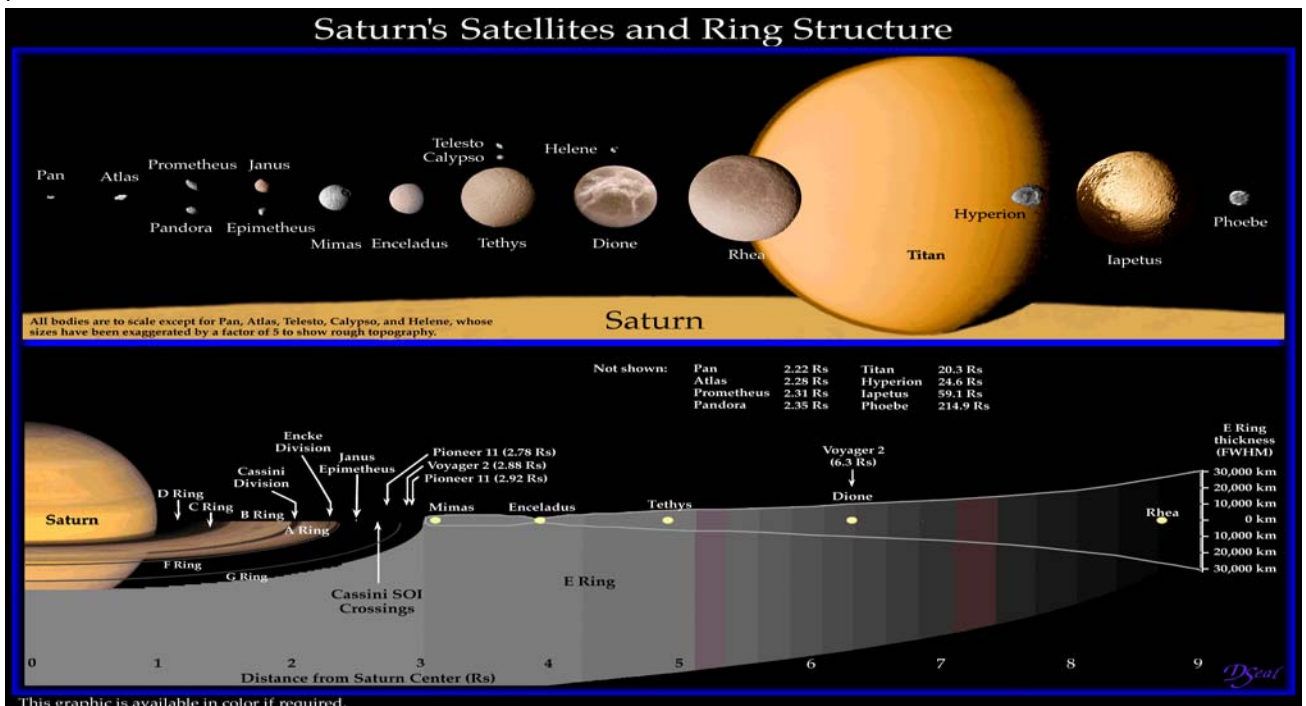 Saturn's Satellites and Ring Structure
Pan
Atlas
Prometheus
Pandora
Janus
Epimetheus
Mimas
Enceladus
Telesto
Calypso
Tethys
Helene
Dione
Rhea
Titan
Hyperion
Iapetus
Phoebe
All bodies are to scale except for Pan, Atlas, Telesto, Calypso, and Helene, whose
sizes have been exaggerated by a factor of 5 to show rough topography.
Saturn
Not shown: Pan 2.22 Rs Titan 20.3 Rs
Atlas 2.28 Rs Hyperion 24.6 Rs
Prometheus 2.31 Rs Iapetus 59.1 Rs
Pandora 2.35 Rs Phoebe 214.9 Rs
Saturn
D Ring
C Ring
B Ring
Cassini
Division
A Ring
Encke
Division
F Ring
G Ring
Janus
Epimetheus
Pioneer 11 (2.78 Rs)
Voyager 2 (2.88 Rs)
Pioneer 11 (2.92 Rs)
Cassini SOI
Crossings
Mimas
Enceladus
Tethys
Voyager 2
(6.3 Rs)
Dione
Rhea
E Ring
E Ring
thickness
(FWHM)
30,000 km
20,000 km
10,000 km
0 km
10,000 km
20,000 km
30,000 km
0 1 2 3 4 5 6 7 8 9
Distance from Saturn Center (Rs)
DSeal
This graphic is available in color if required.